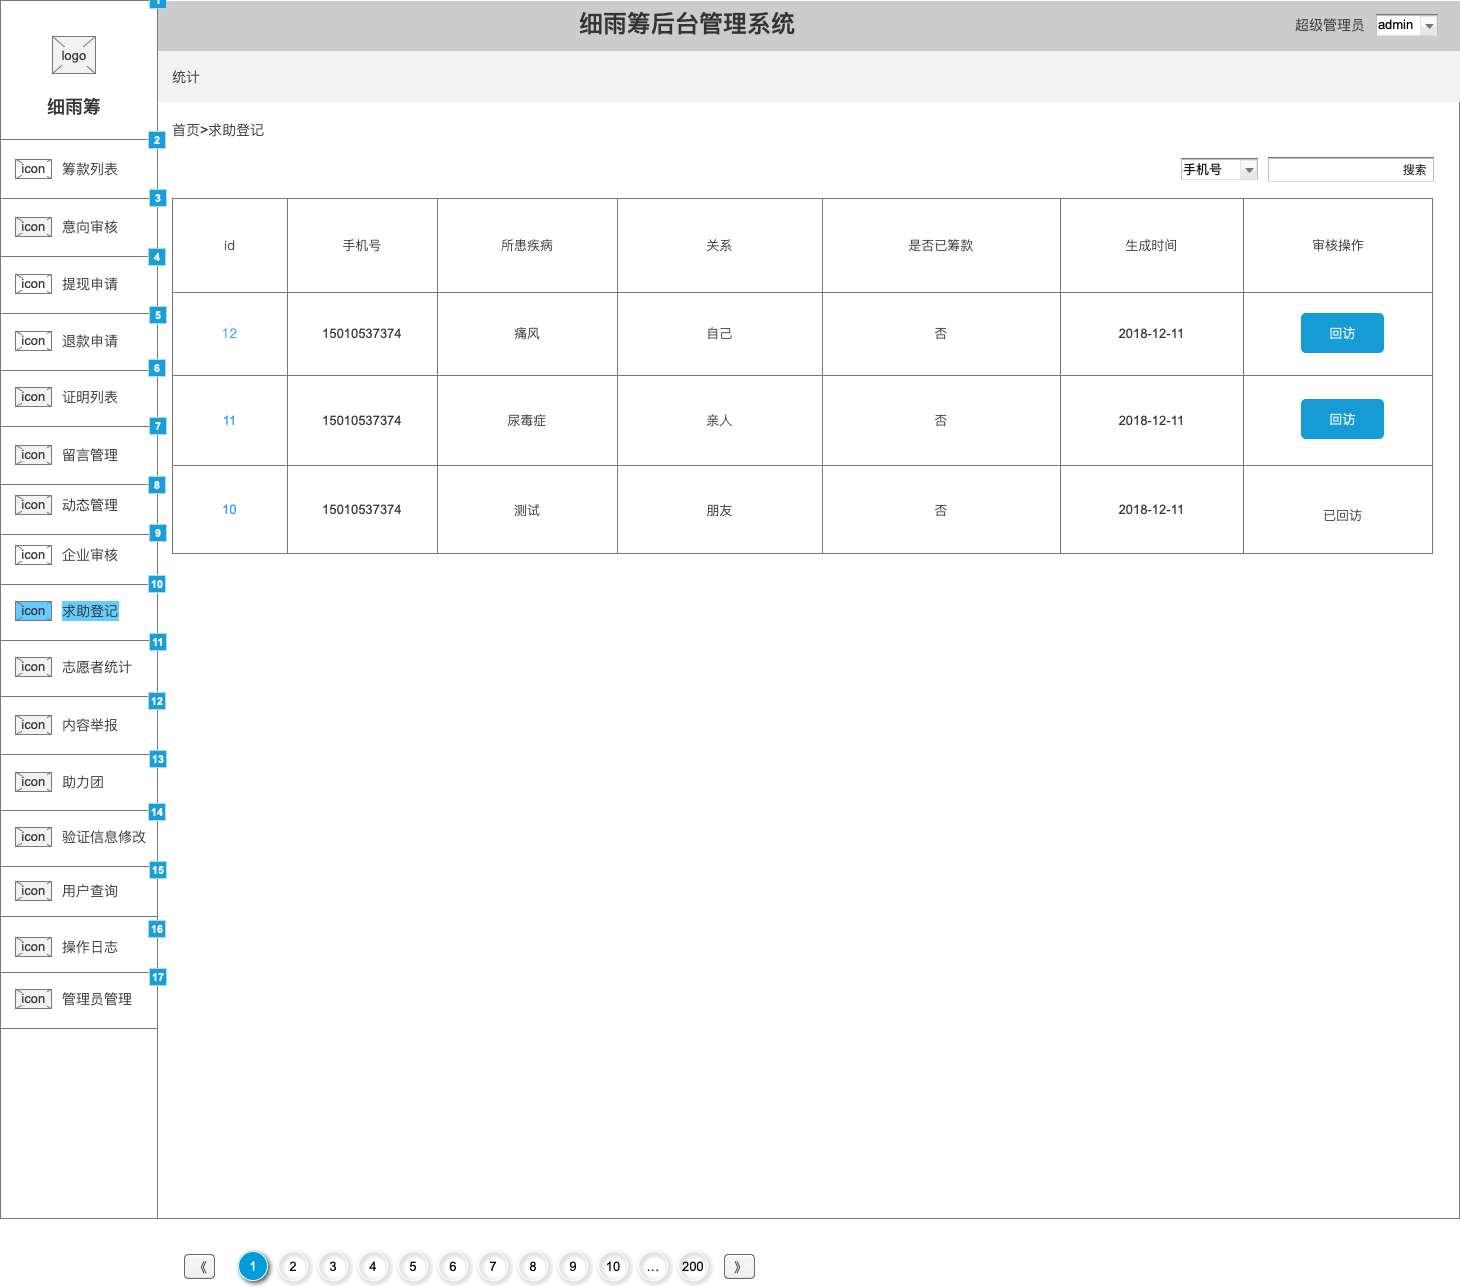 1
细雨筹后台管理系统
超级管理员 admin
logo
细雨筹
统计
首页>求助登记
2
icon 筹款列表
3
icon 意向审核
4
icon 提现申请
5
icon 退款申请
6
icon 证明列表
7
icon 留言管理
8
icon 动态管理
9
icon 企业审核
10
icon 求助登记
11
icon 志愿者统计
12
icon 内容举报
13
icon 助力团
14
icon 验证信息修改
15
icon 用户查询
16
icon 操作日志
17
icon 管理员管理
手机号 搜索
id 手机号 所患疾病 关系 是否已筹款 生成时间 审核操作
12 15010537374 痛风 自己 否 2018-12-11 回访
11 15010537374 尿毒症 亲人 否 2018-12-11 回访
10 15010537374 测试 朋友 否 2018-12-11 已回访
《 1 2 3 4 5 6 7 8 9 10 ... 200 》